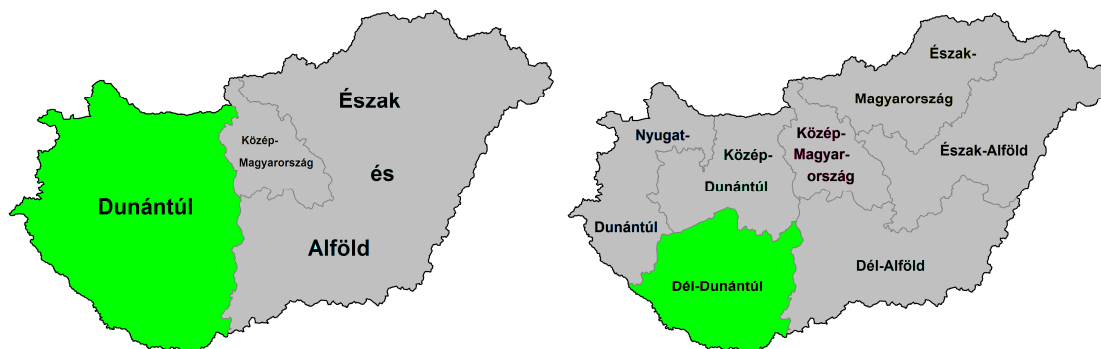 Észak
Közép-
Magyarország
és
Dunántúl
Alföld
Észak-
Magyarország
Nyugat-
Közép-
Magyar-
ország
Észak-Alföld
Közép-
Dunántúl
Dunántúl
Dél-Alföld
Dél-Dunántúl